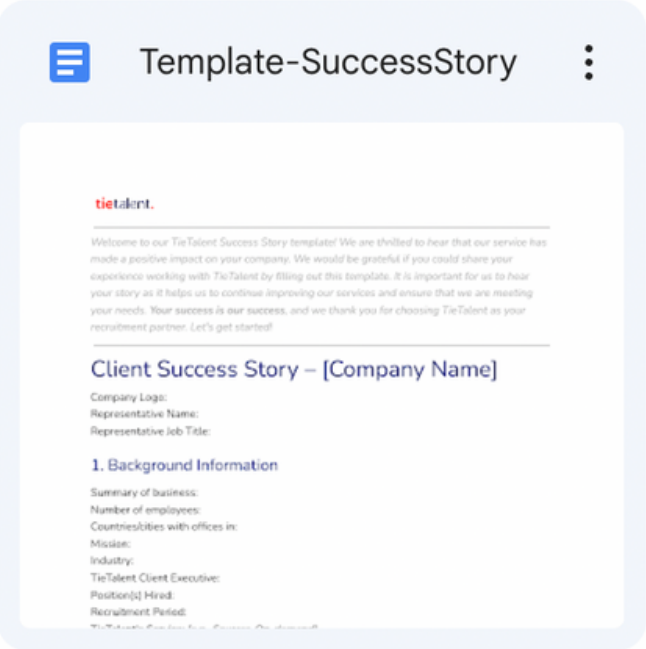 Template-SuccessStory
tietalent.
Welcome to our TieTalent Success Story template! We are thrilled to hear that our service has
made a positive impact on your company. We would be grateful if you could share your
experience working with TieTalent by filling out this template. It is important for us to hear
your story as it helps us to continue improving our services and ensure that we are meeting
your needs. Your success is our success, and we thank you for choosing TieTalent as your
recruitment partner. Let's get started!
Client Success Story – [Company Name]
Company Logo:
Representative Name:
Representative Job Title:
1. Background Information
Summary of business:
Number of employees:
Countries/cities with offices in:
Mission:
Industry:
TieTalent Client Executive:
Position(s) Hired:
Recruitment Period: